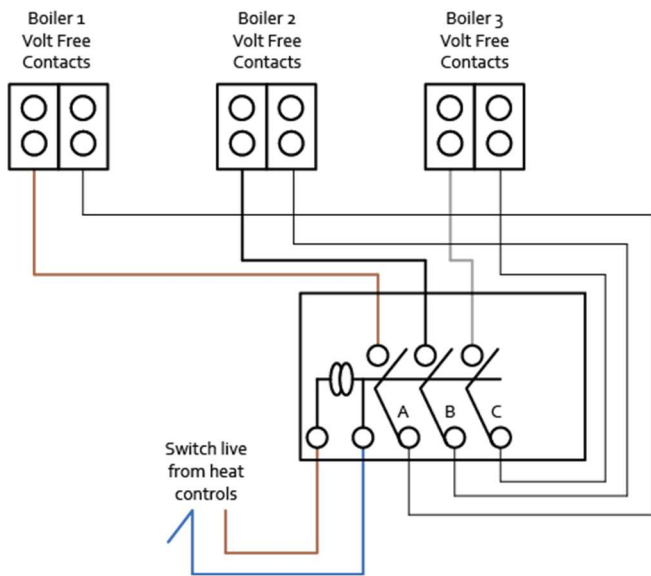 Boiler 1
Volt Free
Contacts
Boiler 2
Volt Free
Contacts
Boiler 3
Volt Free
Contacts
A B C
Switch live
from heat
controls